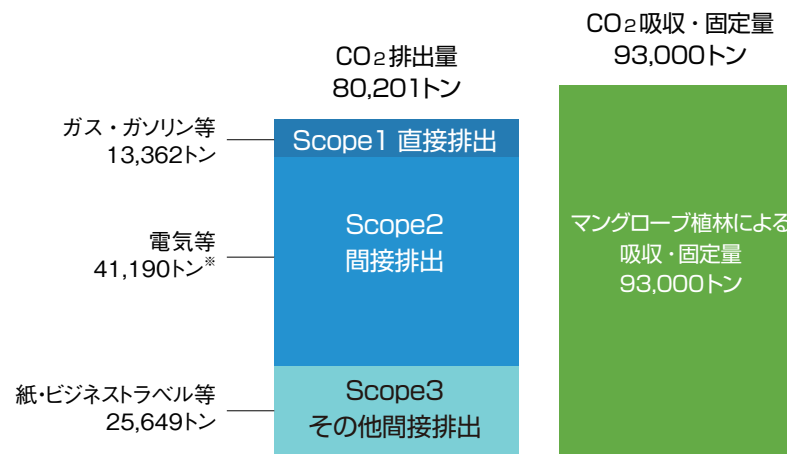 CO2排出量
80,201トン
ガス・ガソリン等
13,362トン
Scope1 直接排出
電気等
41,190トン※
Scope2
間接排出
紙・ビジネストラベル等
25,649トン
Scope3
その他間接排出
CO2吸収・固定量
93,000トン
マングローブ植林による
吸収・固定量
93,000トン